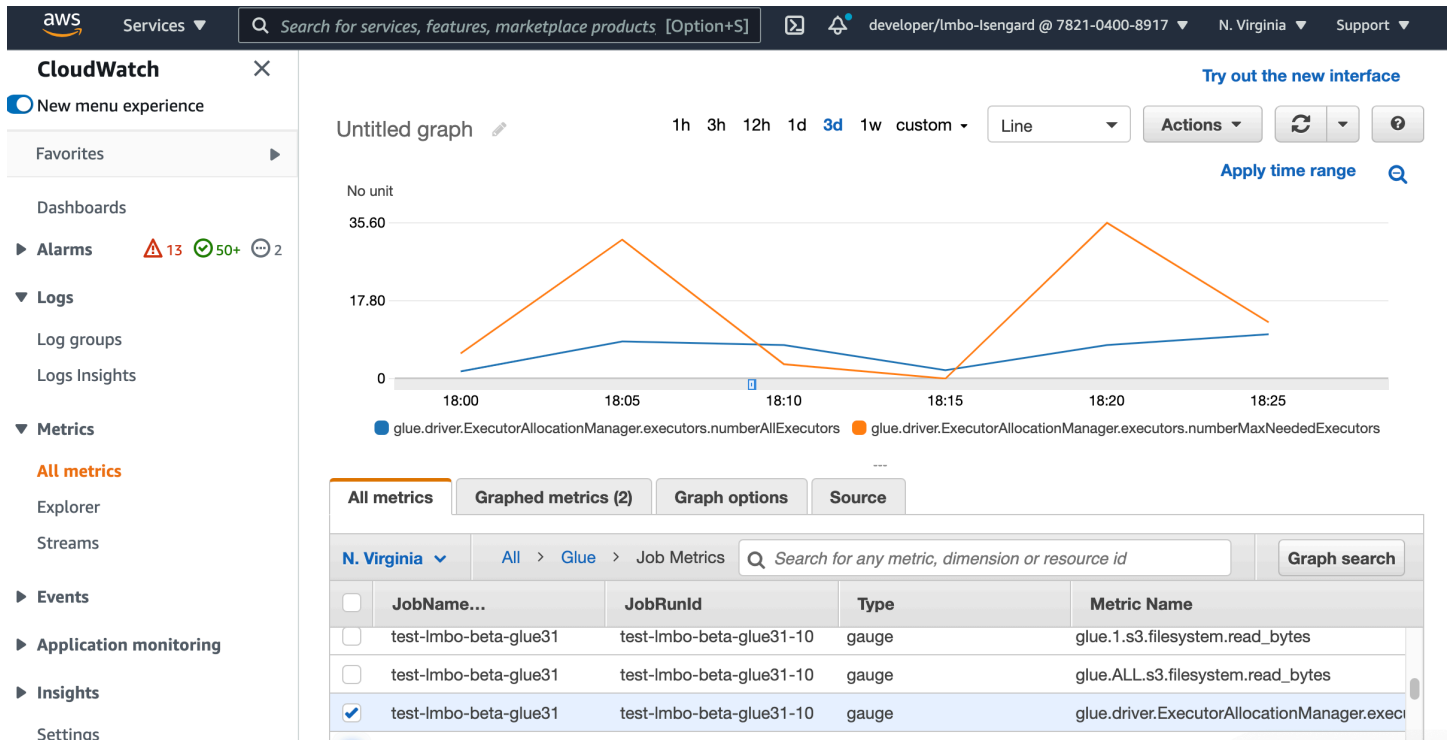 aws
Services ▼
Search for services, features, marketplace products, [Option+S]
developer/lmbo-Isengard @ 7821-0400-8917 ▼
N. Virginia ▼
Support ▼
CloudWatch
New menu experience
Favorites
Dashboards
Alarms 13 50+ 2
Logs
Log groups
Logs Insights
Metrics
All metrics
Explorer
Streams
Events
Application monitoring
Insights
Settings
Try out the new interface
Untitled graph
1h 3h 12h 1d 3d 1w custom
Line
Actions
Apply time range
No unit
35.60
17.80
0
18:00 18:05 18:10 18:15 18:20 18:25
glue.driver.ExecutorAllocationManager.executors.numberAllExecutors
glue.driver.ExecutorAllocationManager.executors.numberMaxNeededExecutors
All metrics
Graphed metrics (2)
Graph options
Source
N. Virginia
All > Glue > Job Metrics
Search for any metric, dimension or resource id
Graph search
JobName... JobRunId Type Metric Name
test-lmbo-beta-glue31 test-lmbo-beta-glue31-10 gauge glue.1.s3.filesystem.read_bytes
test-lmbo-beta-glue31 test-lmbo-beta-glue31-10 gauge glue.ALL.s3.filesystem.read_bytes
test-lmbo-beta-glue31 test-lmbo-beta-glue31-10 gauge glue.driver.ExecutorAllocationManager.execu